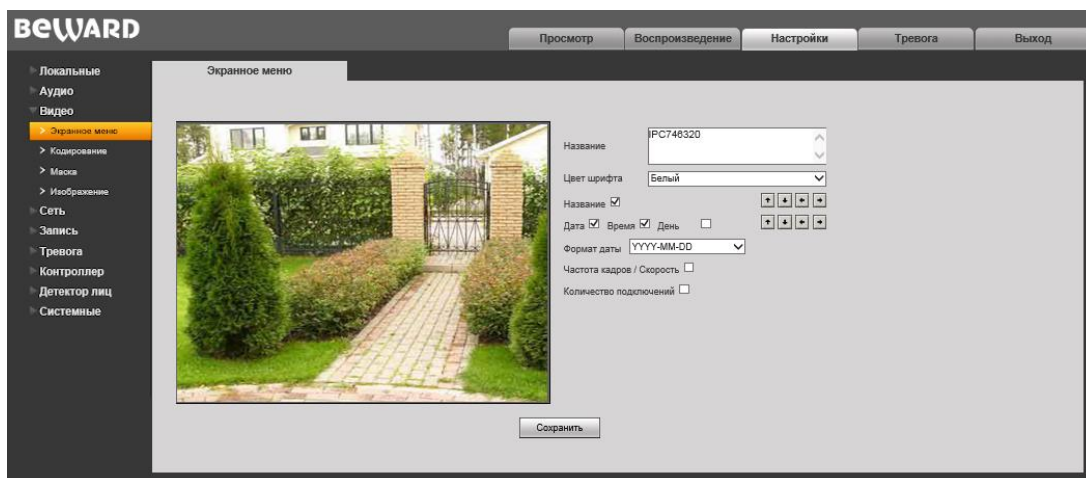 BEWARD
Просмотр Воспроизведение Настройки Тревога Выход
Локальные
Аудио
Видео
Экранное меню
Кодирование
Маска
Изображение
Сеть
Запись
Тревога
Контроллер
Детектор лиц
Системные
Экранное меню
Название IPC746320
Цвет шрифта Белый
Название
Дата Время День
Формат даты YYYY-MM-DD
Частота кадров / Скорость
Количество подключений
Сохранить